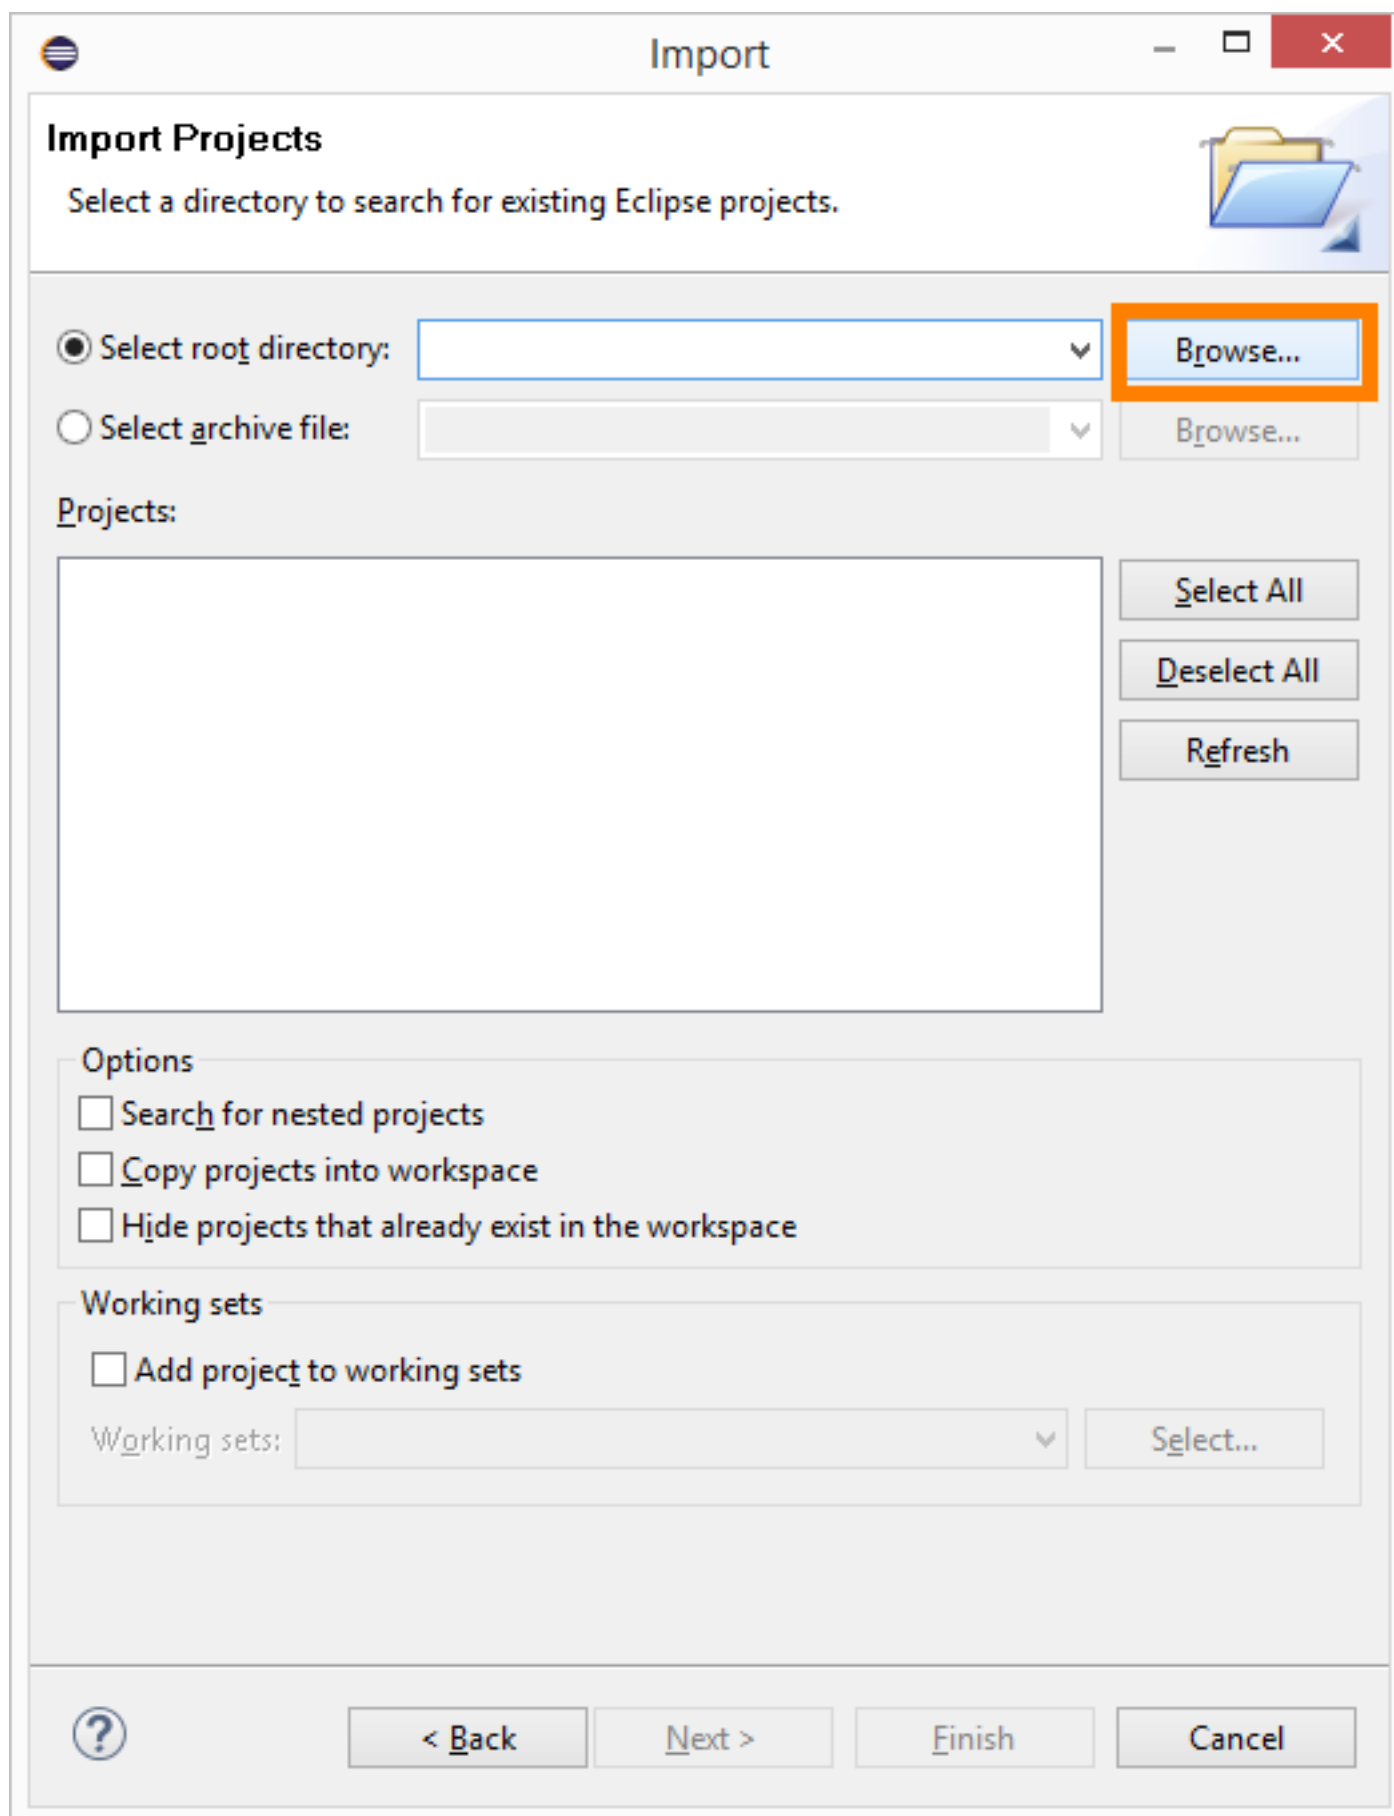 Import
Import Projects
Select a directory to search for existing Eclipse projects.
Select root directory:
Browse...
Select archive file:
Browse...
Projects:
Select All
Deselect All
Refresh
Options
Search for nested projects
Copy projects into workspace
Hide projects that already exist in the workspace
Working sets
Add project to working sets
Working sets:
Select...
< Back
Next >
Finish
Cancel